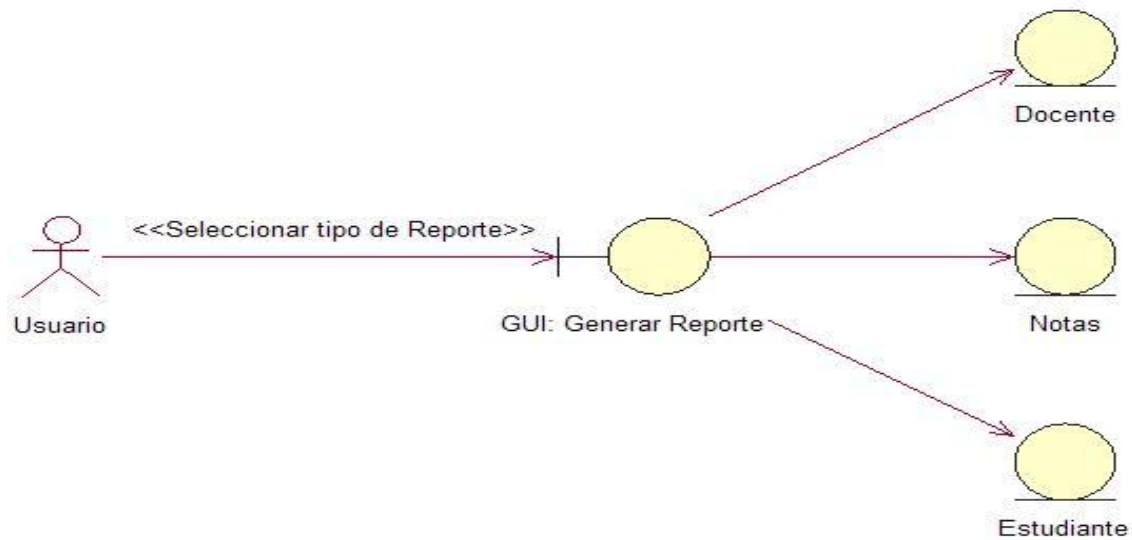 Docente
<<Seleccionar tipo de Reporte>>
Usuario
GUI: Generar Reporte
Notas
Estudiante